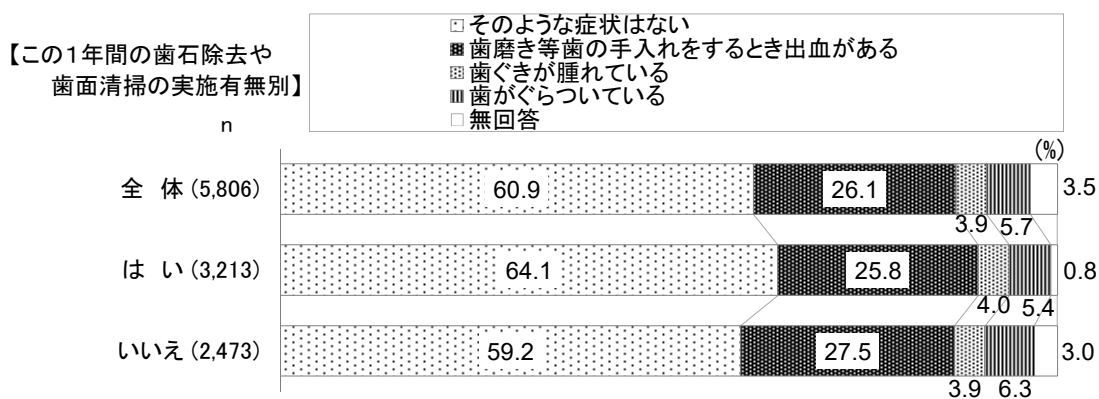 【この１年間の歯石除去や
歯面清掃の実施有無別】
n
そのような症状はない
歯磨き等歯の手入れをするとき出血がある
歯ぐきが腫れている
歯がぐらついている
無回答
(%)
全 体 (5,806) 60.9 26.1 3.9 5.7 3.5
は い (3,213) 64.1 25.8 4.0 5.4 0.8
いいえ (2,473) 59.2 27.5 3.9 6.3 3.0